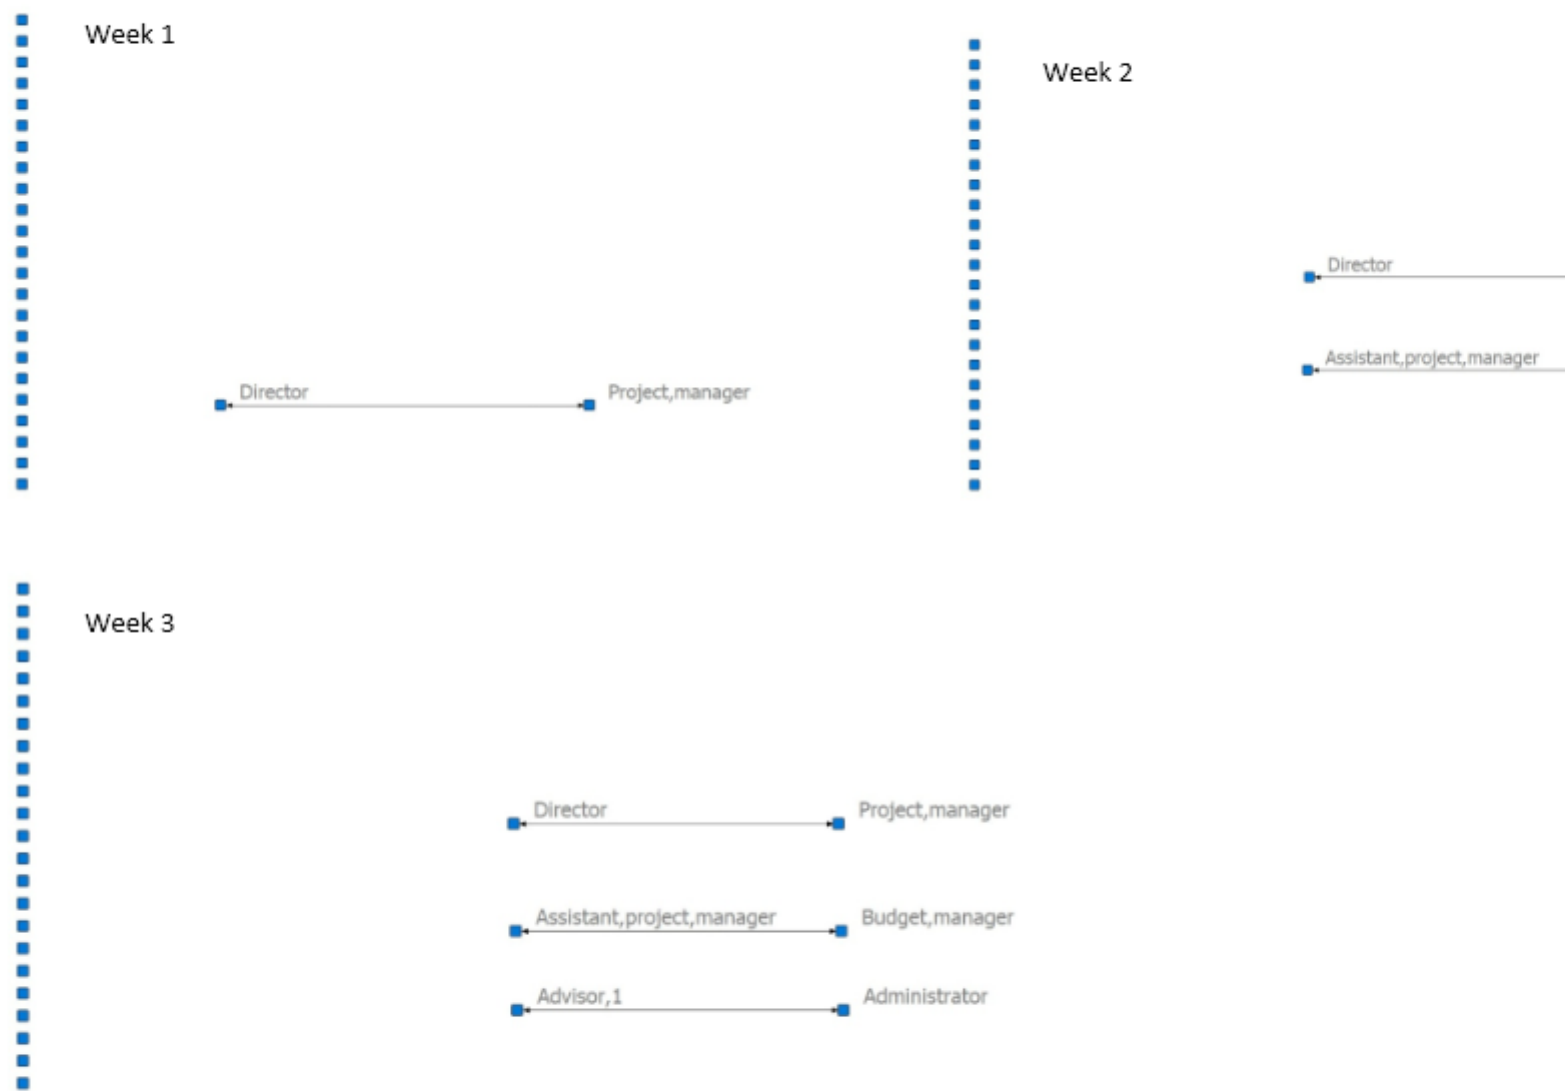 Week 1
Director
Project,manager
Week 2
Director
Assistant,project,manager
Week 3
Director
Project,manager
Assistant,project,manager
Budget,manager
Advisor,1
Administrator